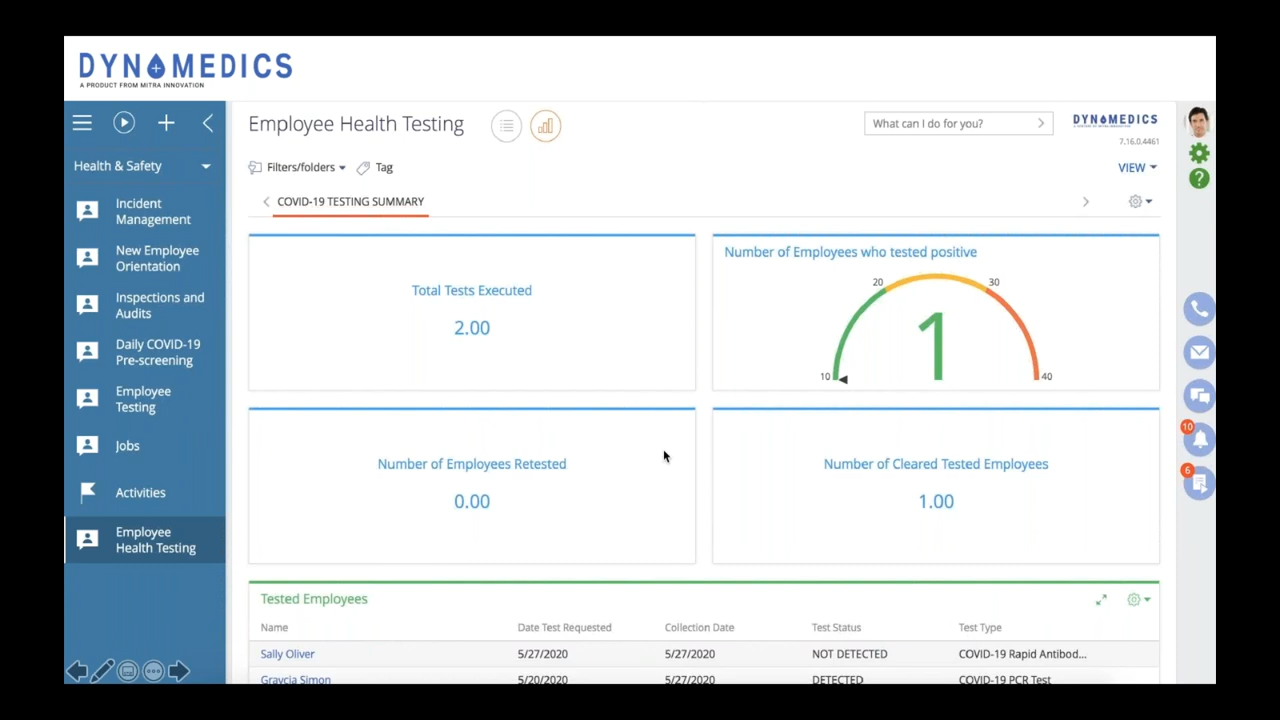 DYNAMEDICS
A PRODUCT FROM MITRA INNOVATION
Employee Health Testing
What can I do for you?
DYNAMEDICS
7.16.0.4461
Health & Safety
Filters/folders
Tag
VIEW
COVID-19 TESTING SUMMARY
Incident
Management
New Employee
Orientation
Inspections and
Audits
Daily COVID-19
Pre-screening
Employee
Testing
Jobs
Activities
Employee
Health Testing
Total Tests Executed
2.00
Number of Employees who tested positive
20
30
1
10
40
Number of Employees Retested
0.00
Number of Cleared Tested Employees
1.00
10
6
Tested Employees
Name Date Test Requested Collection Date Test Status Test Type
Sally Oliver 5/27/2020 5/27/2020 NOT DETECTED COVID-19 Rapid Antibod...
Graycia Simon 5/20/2020 5/27/2020 DETECTED COVID-19 PCR Test